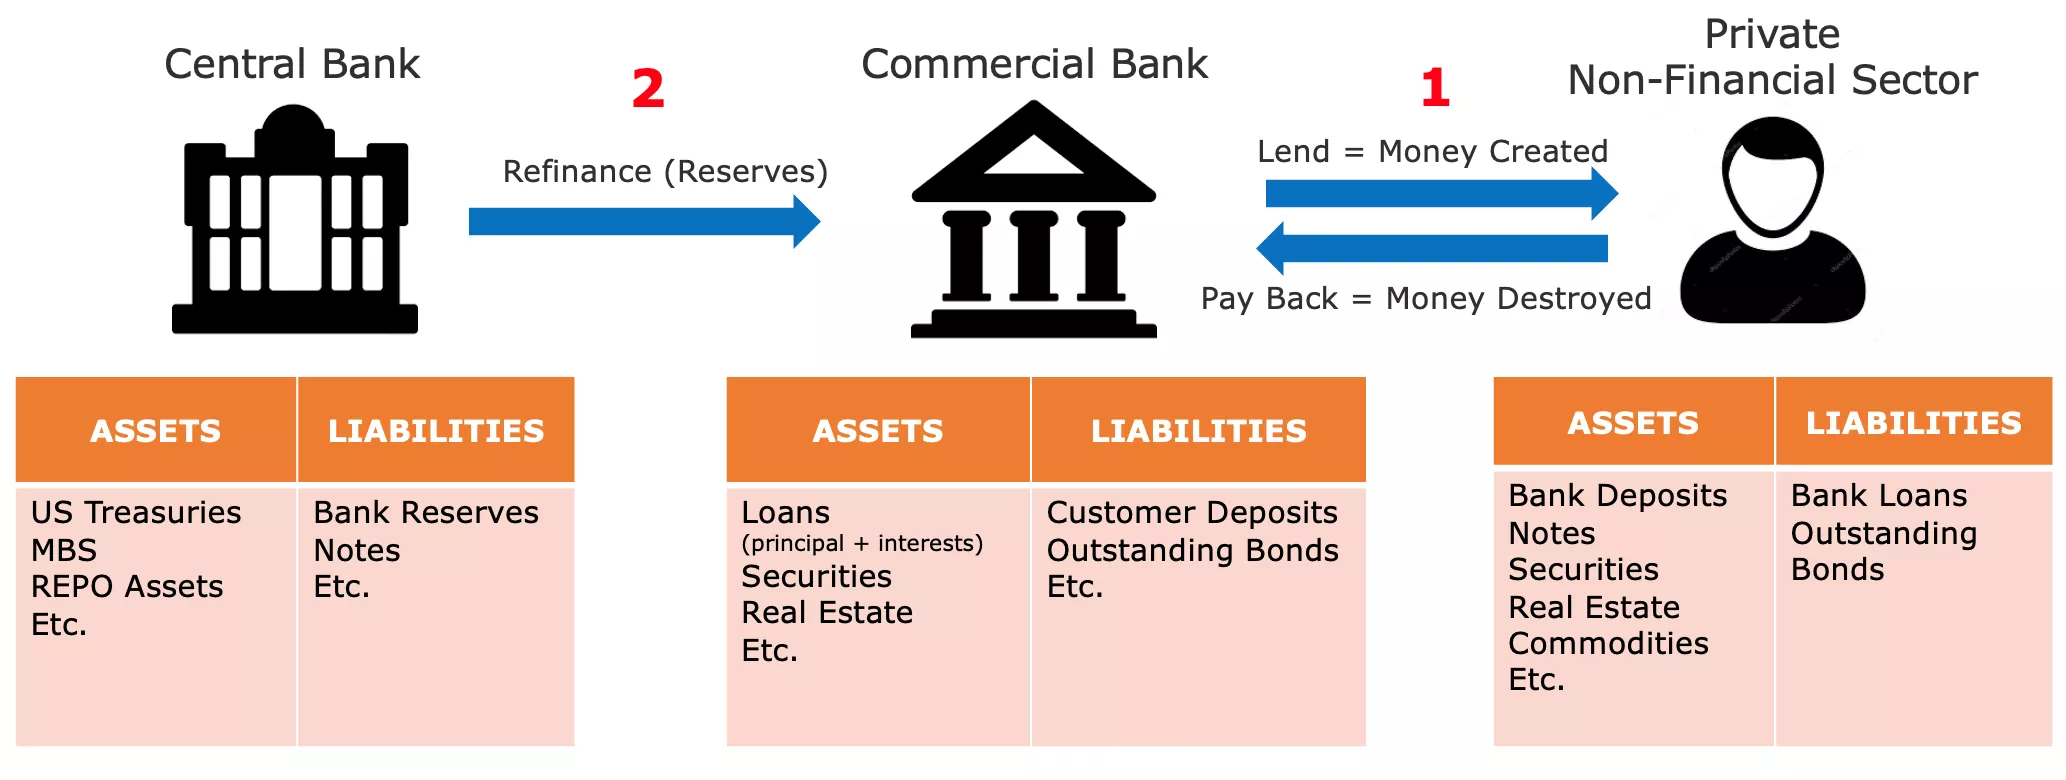 Central Bank
2
Commercial Bank
1
Private
Non-Financial Sector
Refinance (Reserves)
Lend = Money Created
Pay Back = Money Destroyed
ASSETS
LIABILITIES
US Treasuries
MBS
REPO Assets
Etc.
Bank Reserves
Notes
Etc.
ASSETS
LIABILITIES
Loans
(principal + interests)
Securities
Real Estate
Etc.
Customer Deposits
Outstanding Bonds
Etc.
ASSETS
LIABILITIES
Bank Deposits
Notes
Securities
Real Estate
Commodities
Etc.
Bank Loans
Outstanding
Bonds